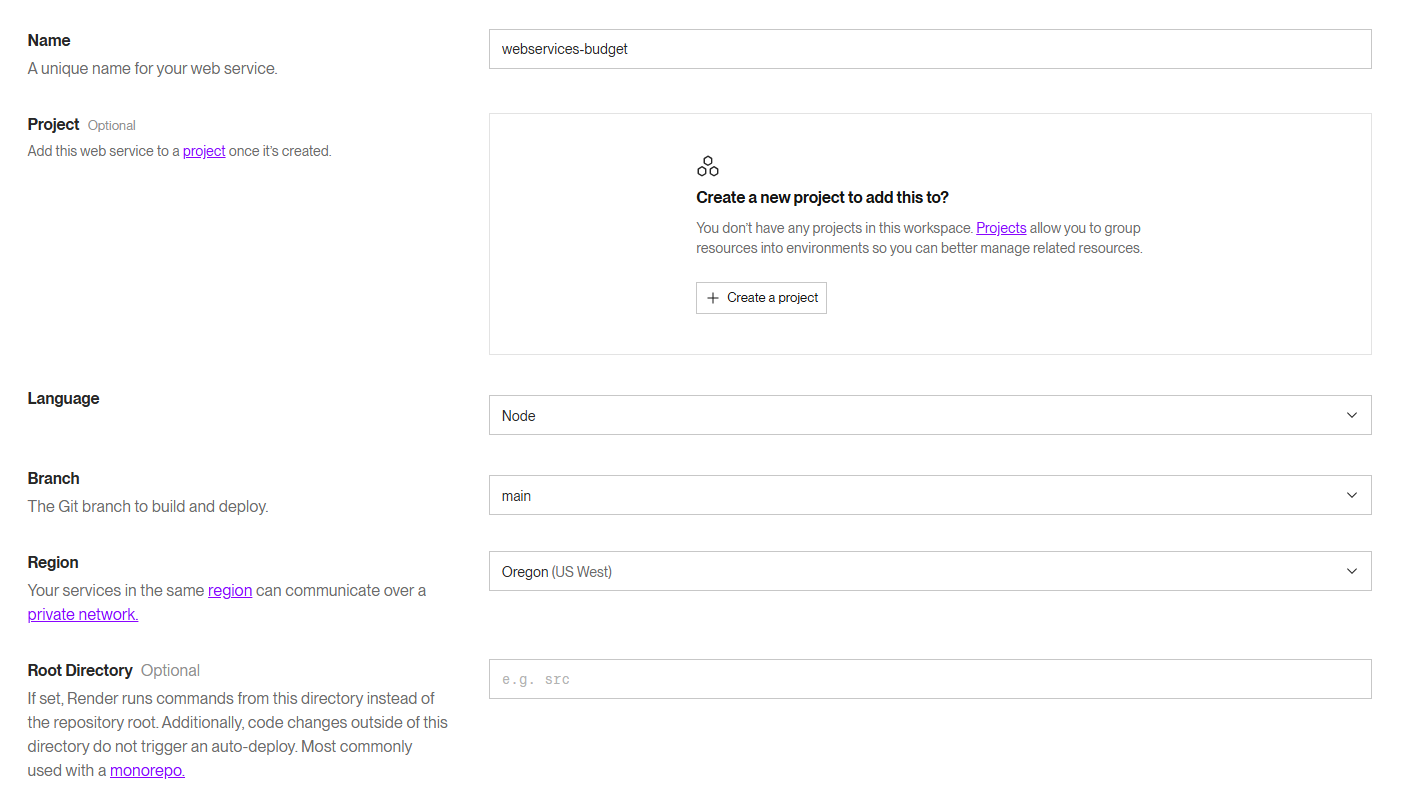 Name
webservices-budget
A unique name for your web service.
Project Optional
Add this web service to a project once it's created.
Create a new project to add this to?
You don't have any projects in this workspace. Projects allow you to group
resources into environments so you can better manage related resources.
Create a project
Language
Node
Branch
main
The Git branch to build and deploy.
Region
Oregon (US West)
Your services in the same region can communicate over a
private network.
Root Directory Optional
e.g. src
If set, Render runs commands from this directory instead of
the repository root. Additionally, code changes outside of this
directory do not trigger an auto-deploy. Most commonly
used with a monorepo.